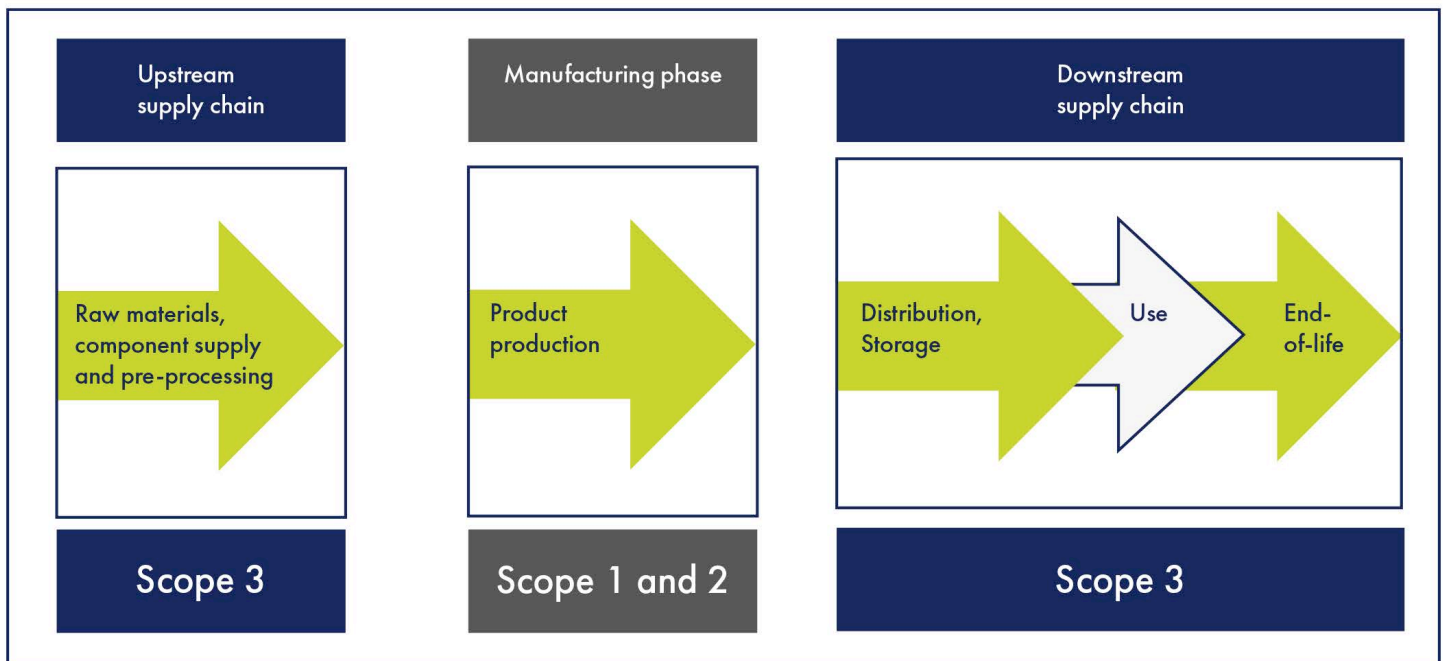 Upstream
supply chain
Manufacturing phase
Downstream
supply chain
Raw materials,
component supply
and pre-processing
Product
production
Distribution,
Storage
Use
End-
of-life
Scope 3
Scope 1 and 2
Scope 3